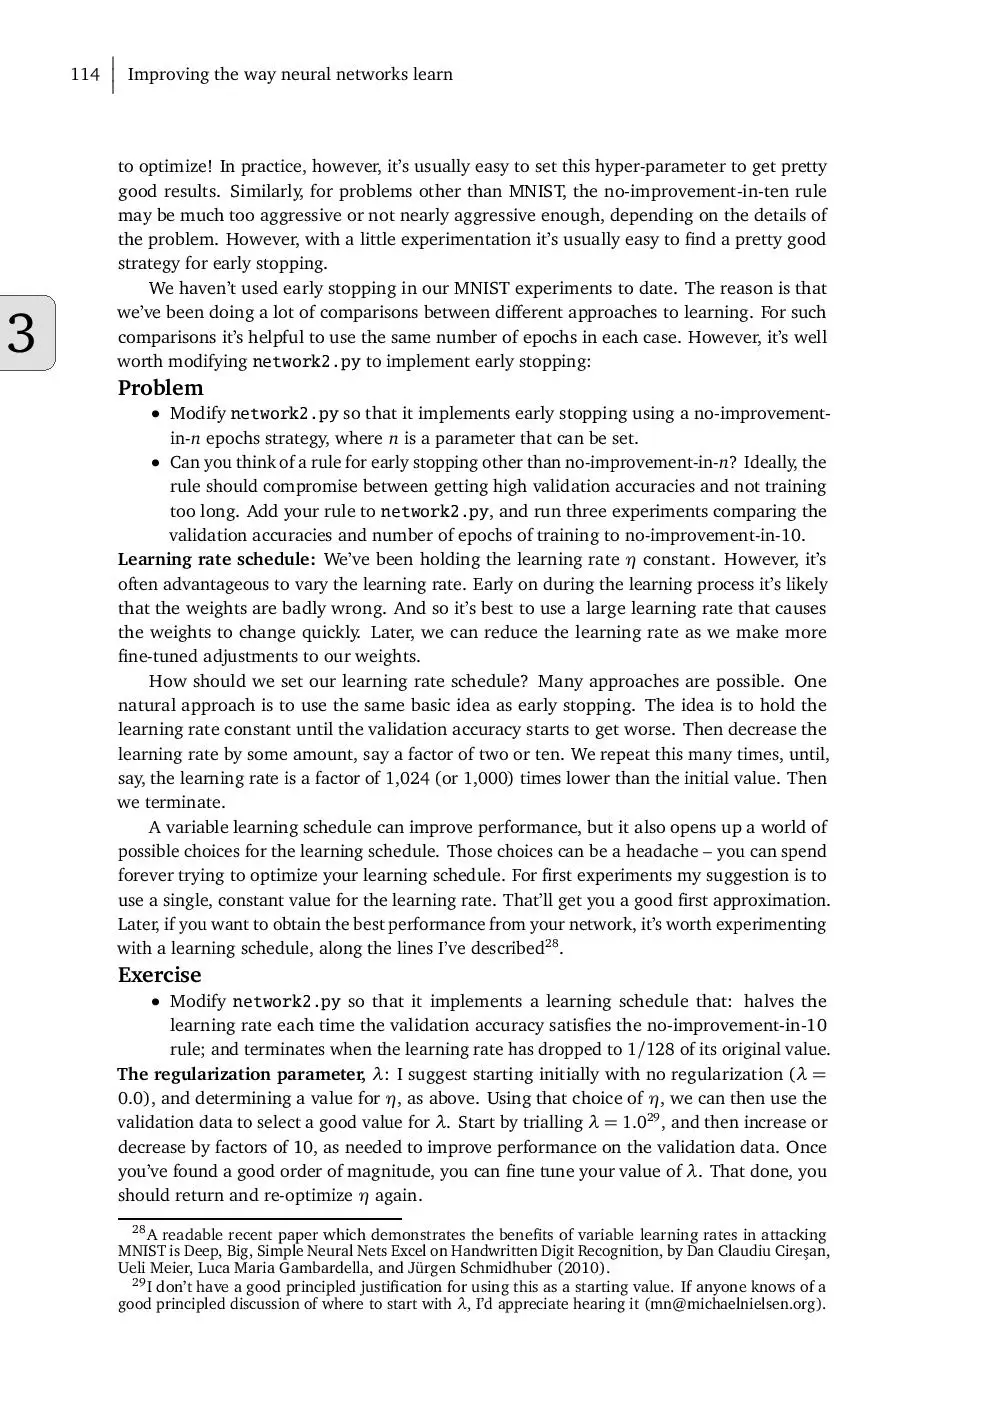 114 Improving the way neural networks learn
to optimize! In practice, however, it's usually easy to set this hyper-parameter to get pretty
good results. Similarly, for problems other than MNIST, the no-improvement-in-ten rule
may be much too aggressive or not nearly aggressive enough, depending on the details of
the problem. However, with a little experimentation it's usually easy to find a pretty good
strategy for early stopping.
We haven't used early stopping in our MNIST experiments to date. The reason is that
we've been doing a lot of comparisons between different approaches to learning. For such
comparisons it's helpful to use the same number of epochs in each case. However, it's well
worth modifying network2.py to implement early stopping:
3
Problem
• Modify network2.py so that it implements early stopping using a no-improvement-
in-n epochs strategy, where n is a parameter that can be set.
• Can you think of a rule for early stopping other than no-improvement-in-n? Ideally, the
rule should compromise between getting high validation accuracies and not training
too long. Add your rule to network2.py, and run three experiments comparing the
validation accuracies and number of epochs of training to no-improvement-in-10.
Learning rate schedule: We've been holding the learning rate η constant. However, it's
often advantageous to vary the learning rate. Early on during the learning process it's likely
that the weights are badly wrong. And so it's best to use a large learning rate that causes
the weights to change quickly. Later, we can reduce the learning rate as we make more
fine-tuned adjustments to our weights.
How should we set our learning rate schedule? Many approaches are possible. One
natural approach is to use the same basic idea as early stopping. The idea is to hold the
learning rate constant until the validation accuracy starts to get worse. Then decrease the
learning rate by some amount, say a factor of two or ten. We repeat this many times, until,
say, the learning rate is a factor of 1,024 (or 1,000) times lower than the initial value. Then
we terminate.
A variable learning schedule can improve performance, but it also opens up a world of
possible choices for the learning schedule. Those choices can be a headache – you can spend
forever trying to optimize your learning schedule. For first experiments my suggestion is to
use a single, constant value for the learning rate. That'll get you a good first approximation.
Later, if you want to obtain the best performance from your network, it's worth experimenting
with a learning schedule, along the lines I've described²⁸.
Exercise
• Modify network2.py so that it implements a learning schedule that: halves the
learning rate each time the validation accuracy satisfies the no-improvement-in-10
rule; and terminates when the learning rate has dropped to 1/128 of its original value.
The regularization parameter, λ: I suggest starting initially with no regularization (λ =
0.0), and determining a value for η, as above. Using that choice of η, we can then use the
validation data to select a good value for λ. Start by trialling λ = 1.0²⁹, and then increase or
decrease by factors of 10, as needed to improve performance on the validation data. Once
you've found a good order of magnitude, you can fine tune your value of λ. That done, you
should return and re-optimize η again.
²⁸A readable recent paper which demonstrates the benefits of variable learning rates in attacking
MNIST is Deep, Big, Simple Neural Nets Excel on Handwritten Digit Recognition, by Dan Claudiu Cireşan,
Ueli Meier, Luca Maria Gambardella, and Jürgen Schmidhuber (2010).
²⁹I don't have a good principled justification for using this as a starting value. If anyone knows of a
good principled discussion of where to start with λ, I'd appreciate hearing it (mn@michaelnielsen.org).